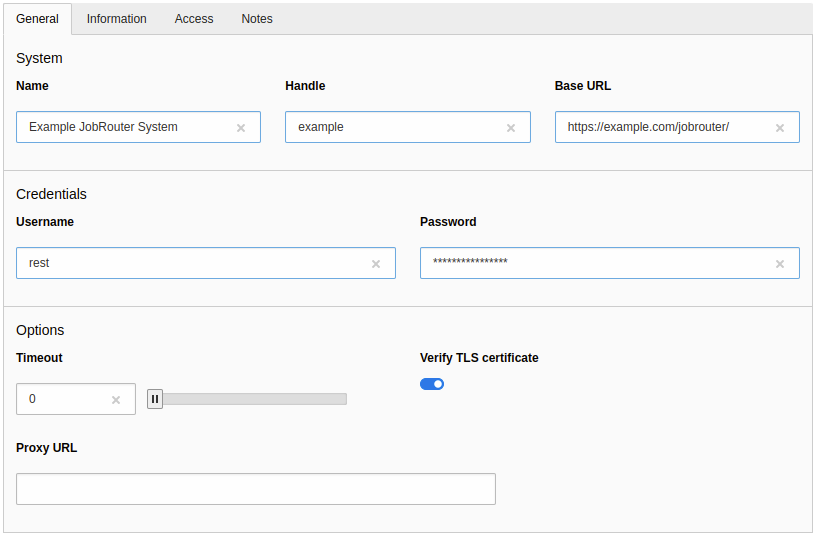 General Information Access Notes
System
Name Handle Base URL
Example JobRouter System example https://example.com/jobrouter/
Credentials
Username Password
rest ****************
Options
Timeout Verify TLS certificate
0
Proxy URL